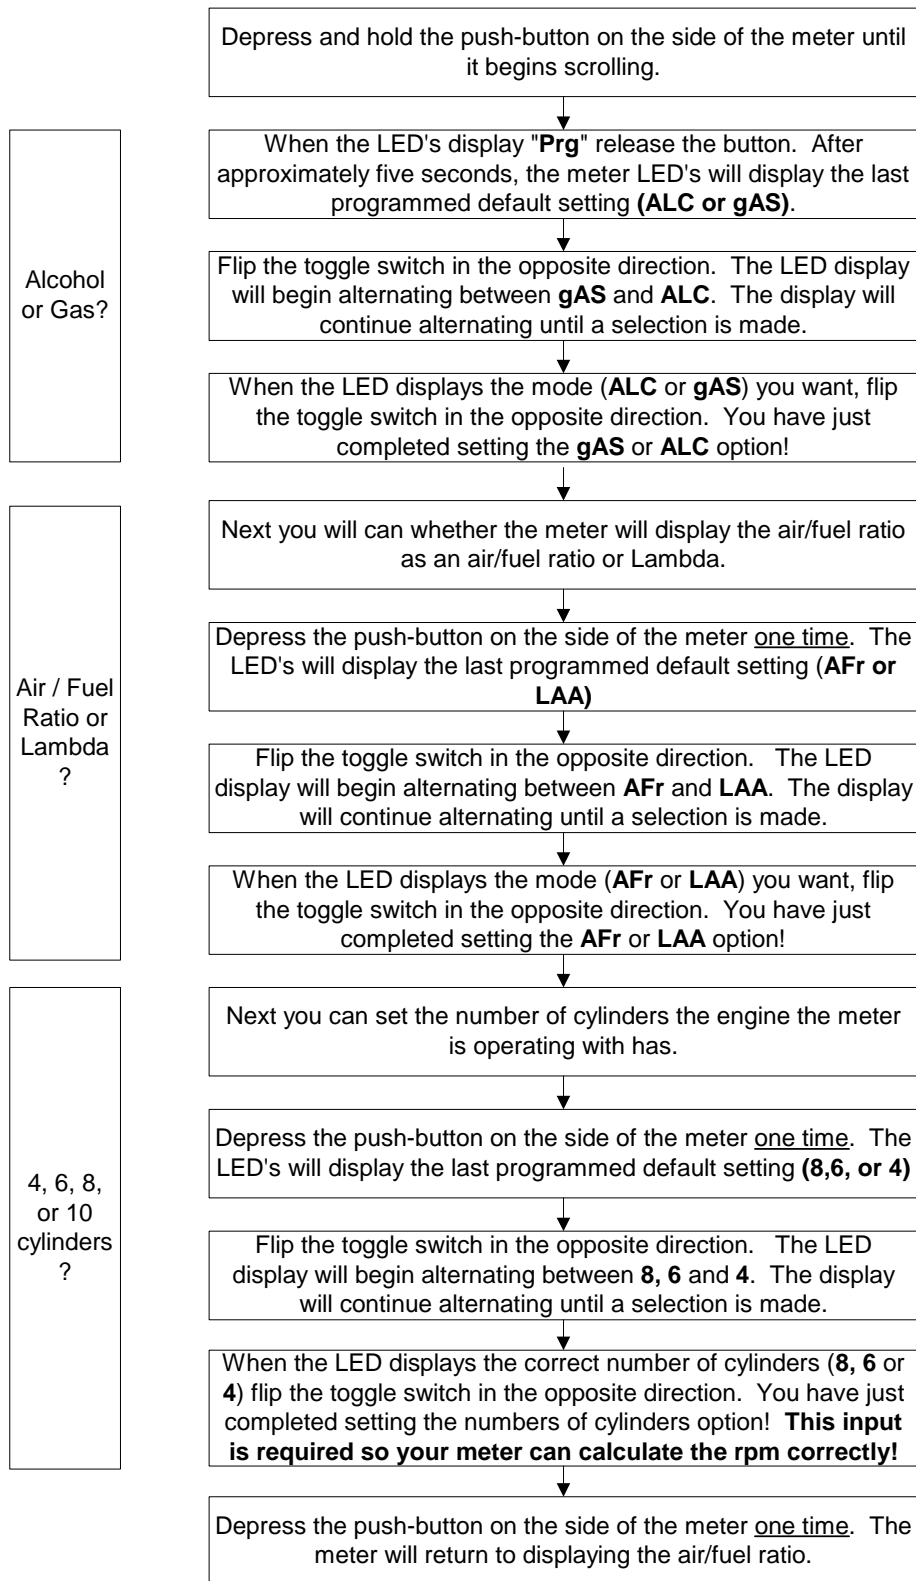 Depress and hold the push-button on the side of the meter until
it begins scrolling.
Alcohol
or Gas?
When the LED's display "Prg" release the button.  After
approximately five seconds, the meter LED's will display the last
programmed default setting (ALC or gAS).
Flip the toggle switch in the opposite direction.  The LED display
will begin alternating between gAS and ALC.  The display will
continue alternating until a selection is made.
When the LED displays the mode (ALC or gAS) you want, flip
the toggle switch in the opposite direction.  You have just
completed setting the gAS or ALC option!
Air / Fuel
Ratio or
Lambda
?
Next you will can whether the meter will display the air/fuel ratio
as an air/fuel ratio or Lambda.
Depress the push-button on the side of the meter one time.  The
LED's will display the last programmed default setting (AFr or
LAA)
Flip the toggle switch in the opposite direction.   The LED
display will begin alternating between AFr and LAA.  The display
will continue alternating until a selection is made.
When the LED displays the mode (AFr or LAA) you want, flip
the toggle switch in the opposite direction.  You have just
completed setting the AFr or LAA option!
4, 6, 8,
or 10
cylinders
?
Next you can set the number of cylinders the engine the meter
is operating with has.
Depress the push-button on the side of the meter one time.  The
LED's will display the last programmed default setting (8,6, or 4)
Flip the toggle switch in the opposite direction.   The LED
display will begin alternating between 8, 6 and 4.  The display
will continue alternating until a selection is made.
When the LED displays the correct number of cylinders (8, 6 or
4) flip the toggle switch in the opposite direction.  You have just
completed setting the numbers of cylinders option!  This input
is required so your meter can calculate the rpm correctly!
Depress the push-button on the side of the meter one time.  The
meter will return to displaying the air/fuel ratio.